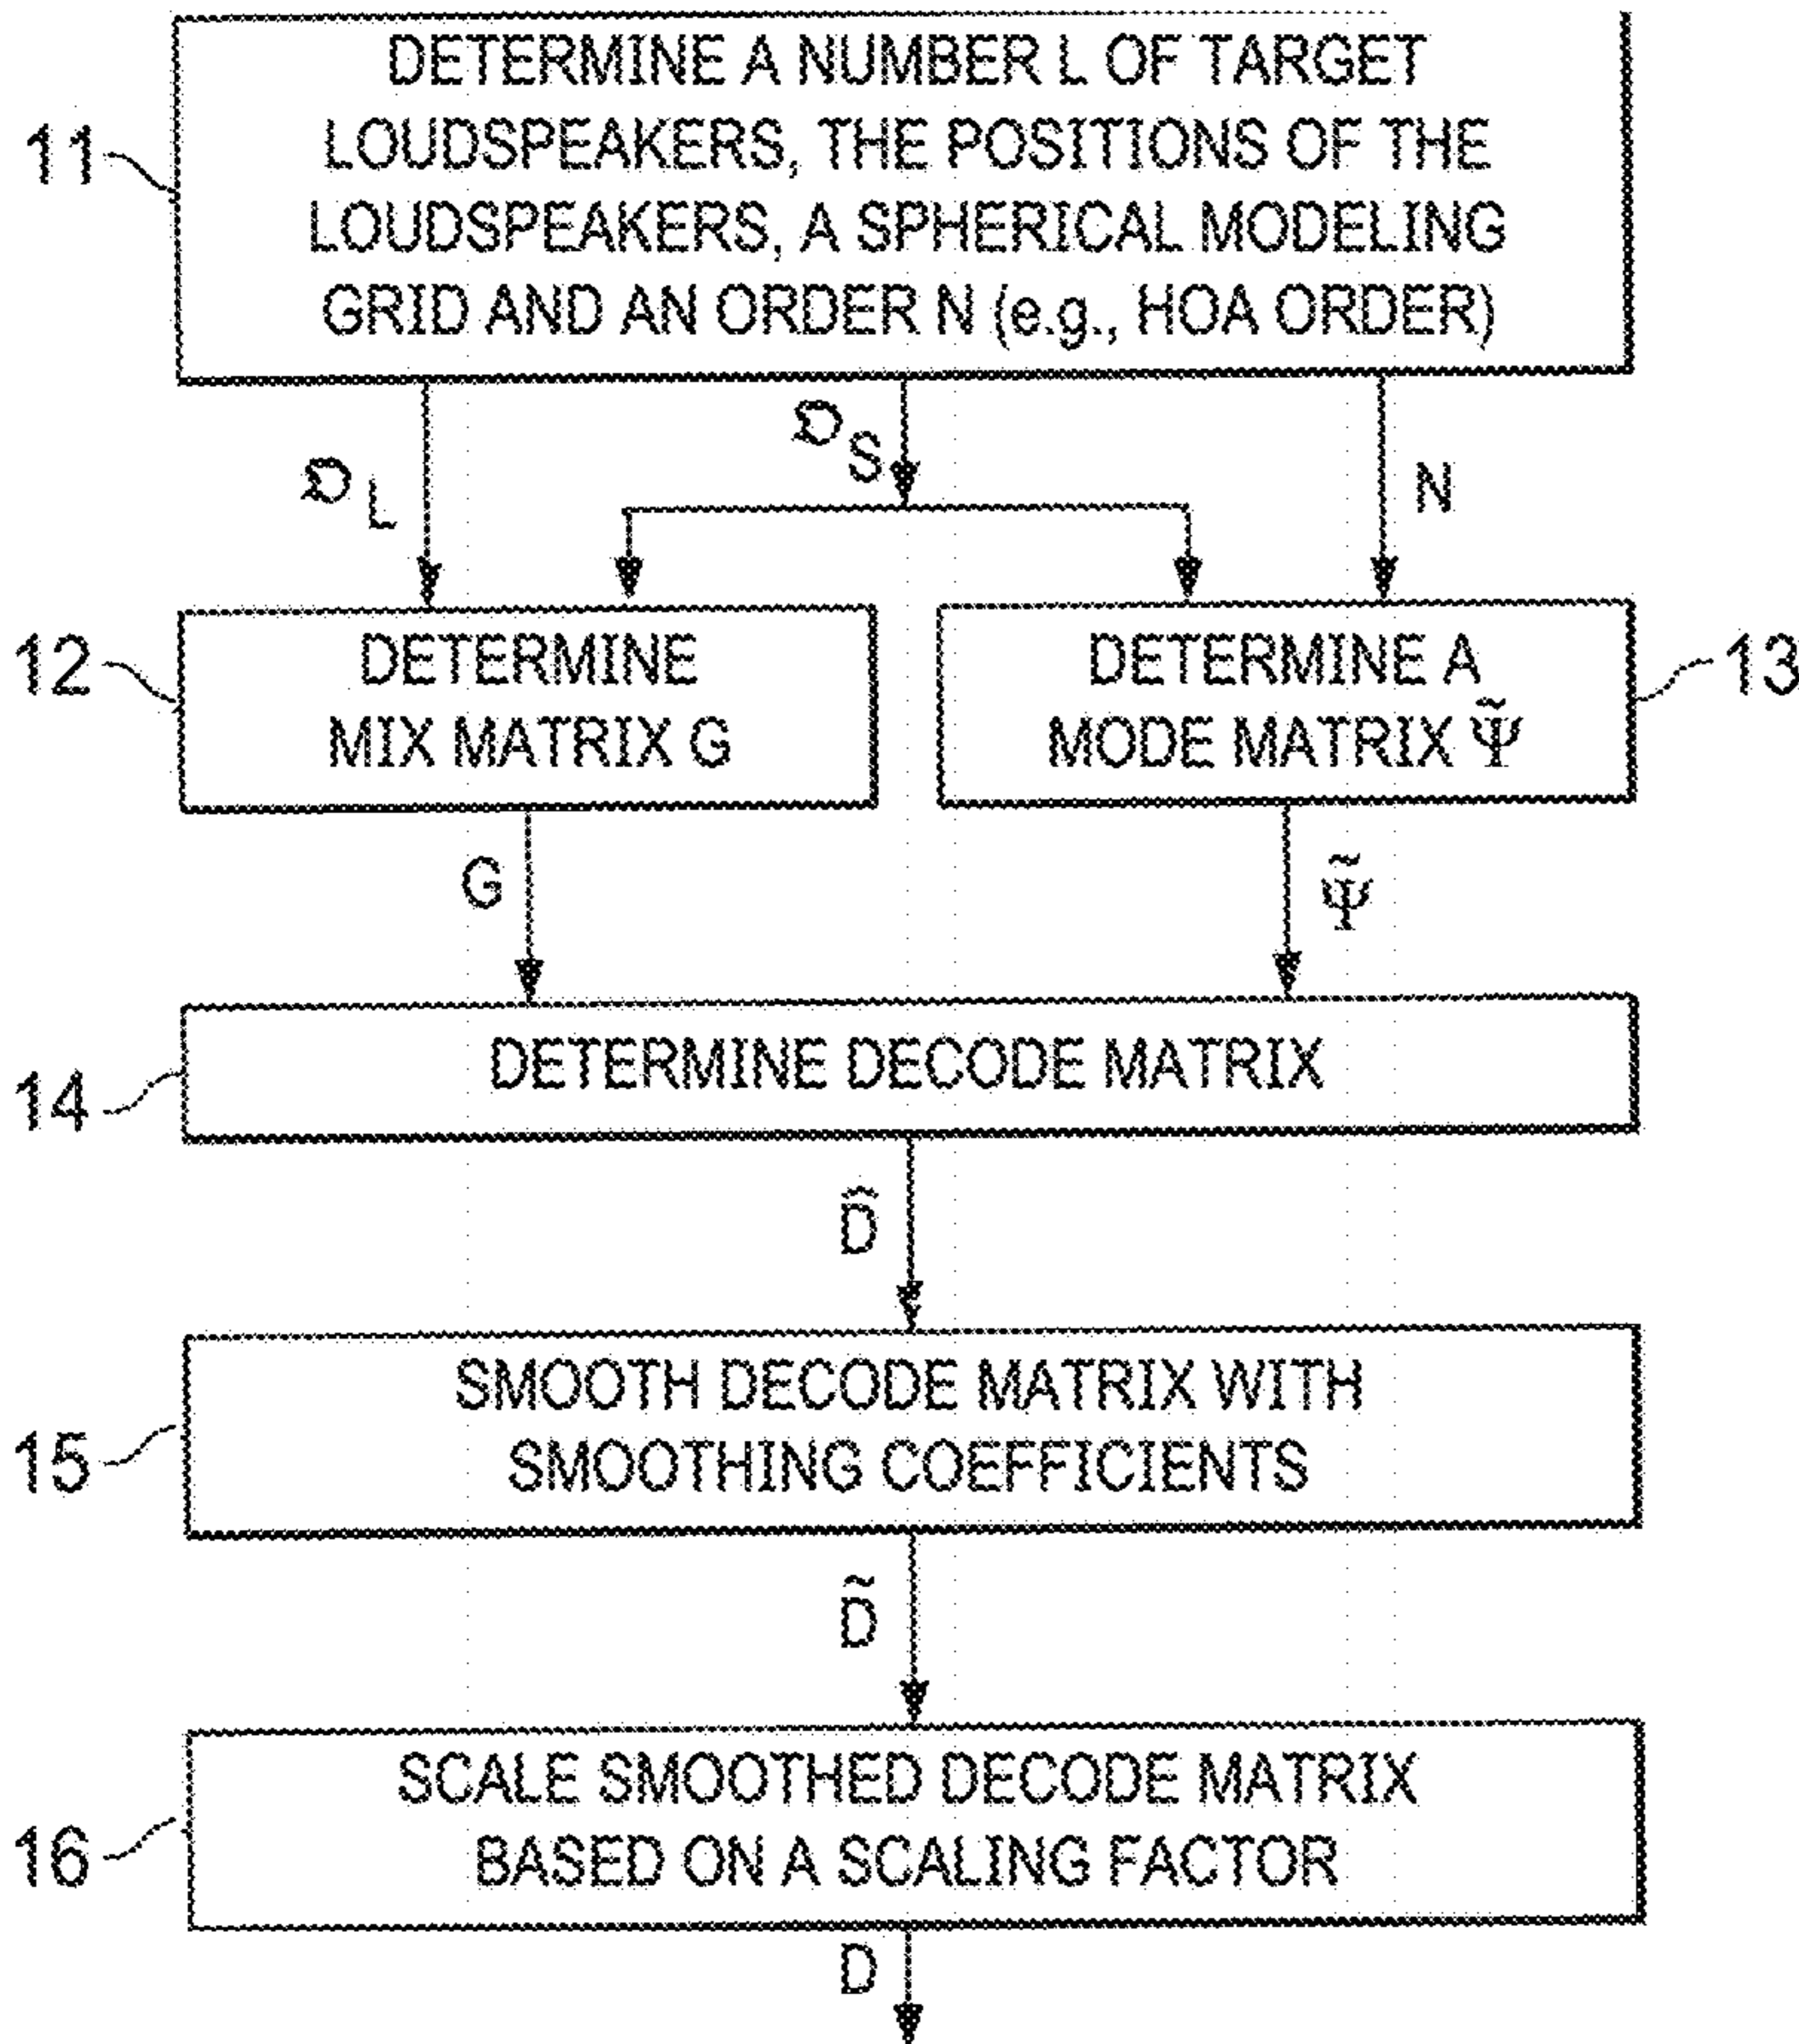 DETERMINE A NUMBER L OF TARGET
LOUDSPEAKERS, THE POSITIONS OF THE
LOUDSPEAKERS, A SPHERICAL MODELING
GRID AND AN ORDER N (e.g., HOA ORDER)
11
𝔇L
𝔇S
N
12
DETERMINE
MIX MATRIX G
DETERMINE A
MODE MATRIX Ψ̃
13
G
Ψ̃
14
DETERMINE DECODE MATRIX
D̂
15
SMOOTH DECODE MATRIX WITH
SMOOTHING COEFFICIENTS
D̃
16
SCALE SMOOTHED DECODE MATRIX
BASED ON A SCALING FACTOR
D